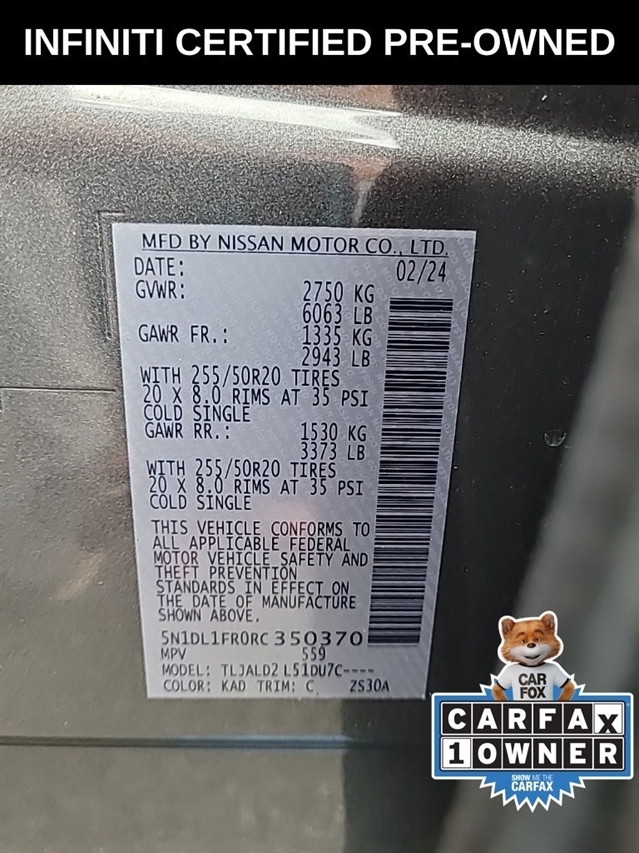 INFINITI CERTIFIED PRE-OWNED
MFD BY NISSAN MOTOR CO., LTD.
DATE: 02/24
GVWR: 2750 KG
6063 LB
GAWR FR.: 1335 KG
2943 LB
WITH 255/50R20 TIRES
20 X 8.0 RIMS AT 35 PSI
COLD SINGLE
GAWR RR.: 1530 KG
3373 LB
WITH 255/50R20 TIRES
20 X 8.0 RIMS AT 35 PSI
COLD SINGLE
THIS VEHICLE CONFORMS TO
ALL APPLICABLE FEDERAL
MOTOR VEHICLE SAFETY AND
THEFT PREVENTION
STANDARDS IN EFFECT ON
THE DATE OF MANUFACTURE
SHOWN ABOVE.
5N1DL1FR0RC350370
MPV 559
MODEL: TLJALD2 L51DU7C----
COLOR: KAD TRIM: C ZS30A
CAR
FOX
CARFAX
1 OWNER
SHOW ME THE
CARFAX